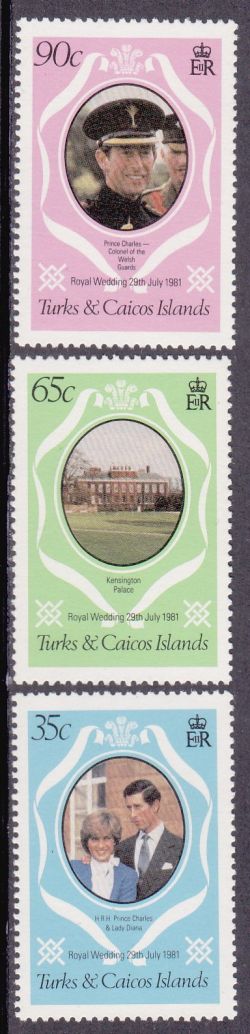 90c
EIIR
Prince Charles —
Colonel of the
Welsh
Guards
Royal Wedding 29th July 1981
Turks & Caicos Islands
65c
EIIR
Kensington
Palace
Royal Wedding 29th July 1981
Turks & Caicos Islands
35c
EIIR
H.R.H. Prince Charles
& Lady Diana
Royal Wedding 29th July 1981
Turks & Caicos Islands